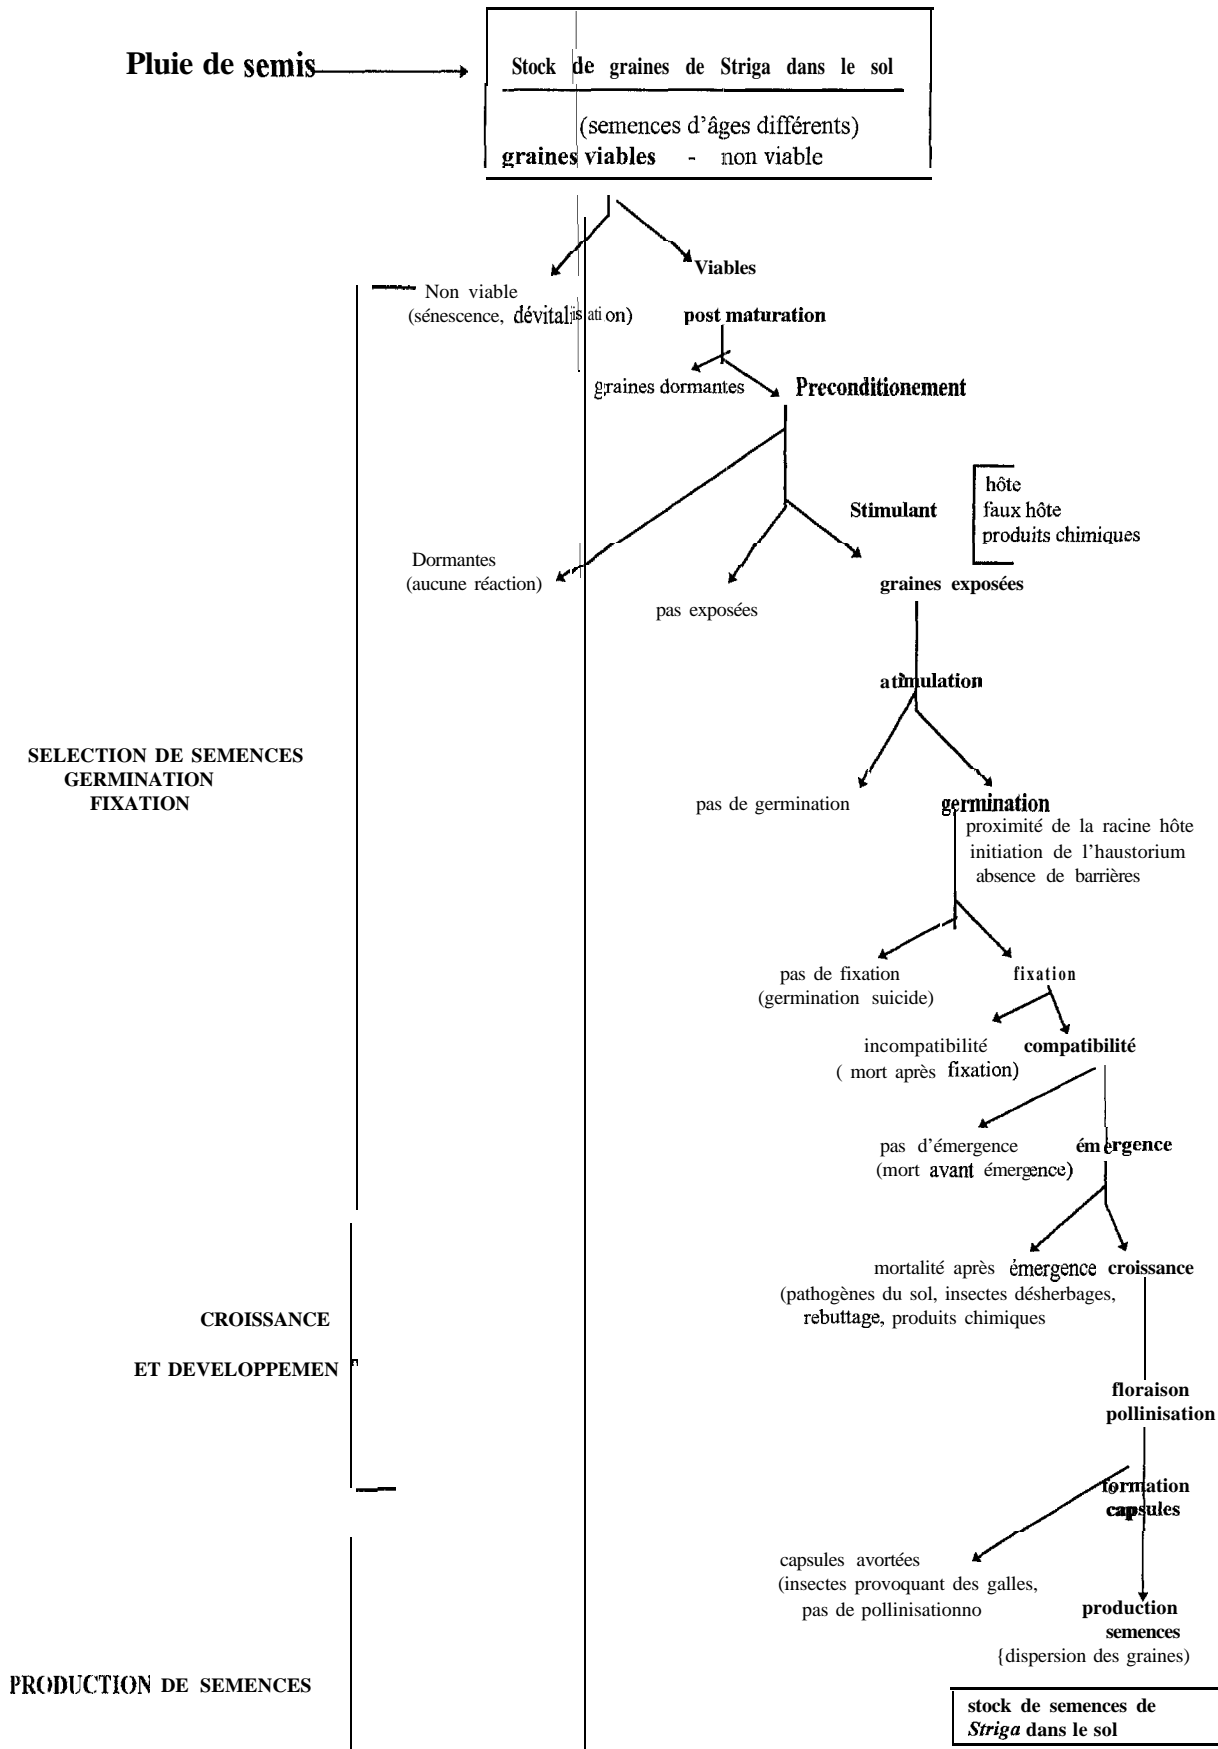 Pluie de semis
Stock de graines de Striga dans le sol
(semences d'âges différents)
graines viables - non viable
Viables
Non viable
(sénescence, dévitalisation)
post maturation
graines dormantes
Preconditionement
hôte
Stimulant
faux hôte
produits chimiques
Dormantes
(aucune réaction)
graines exposées
pas exposées
atimulation
SELECTION DE SEMENCES
GERMINATION
FIXATION
pas de germination
germination
proximité de la racine hôte
initiation de l'haustorium
absence de barrières
pas de fixation
(germination suicide)
fixation
incompatibilité
( mort après fixation)
compatibilité
pas d'émergence
(mort avant émergence)
émergence
mortalité après émergence
croissance
(pathogènes du sol, insectes désherbages,
rebuttage, produits chimiques
CROISSANCE
ET DEVELOPPEMEN
floraison
pollinisation
formation
capsules
capsules avortées
(insectes provoquant des galles,
pas de pollinisationno
production
semences
{dispersion des graines)
PRODUCTION DE SEMENCES
stock de semences de
Striga dans le sol